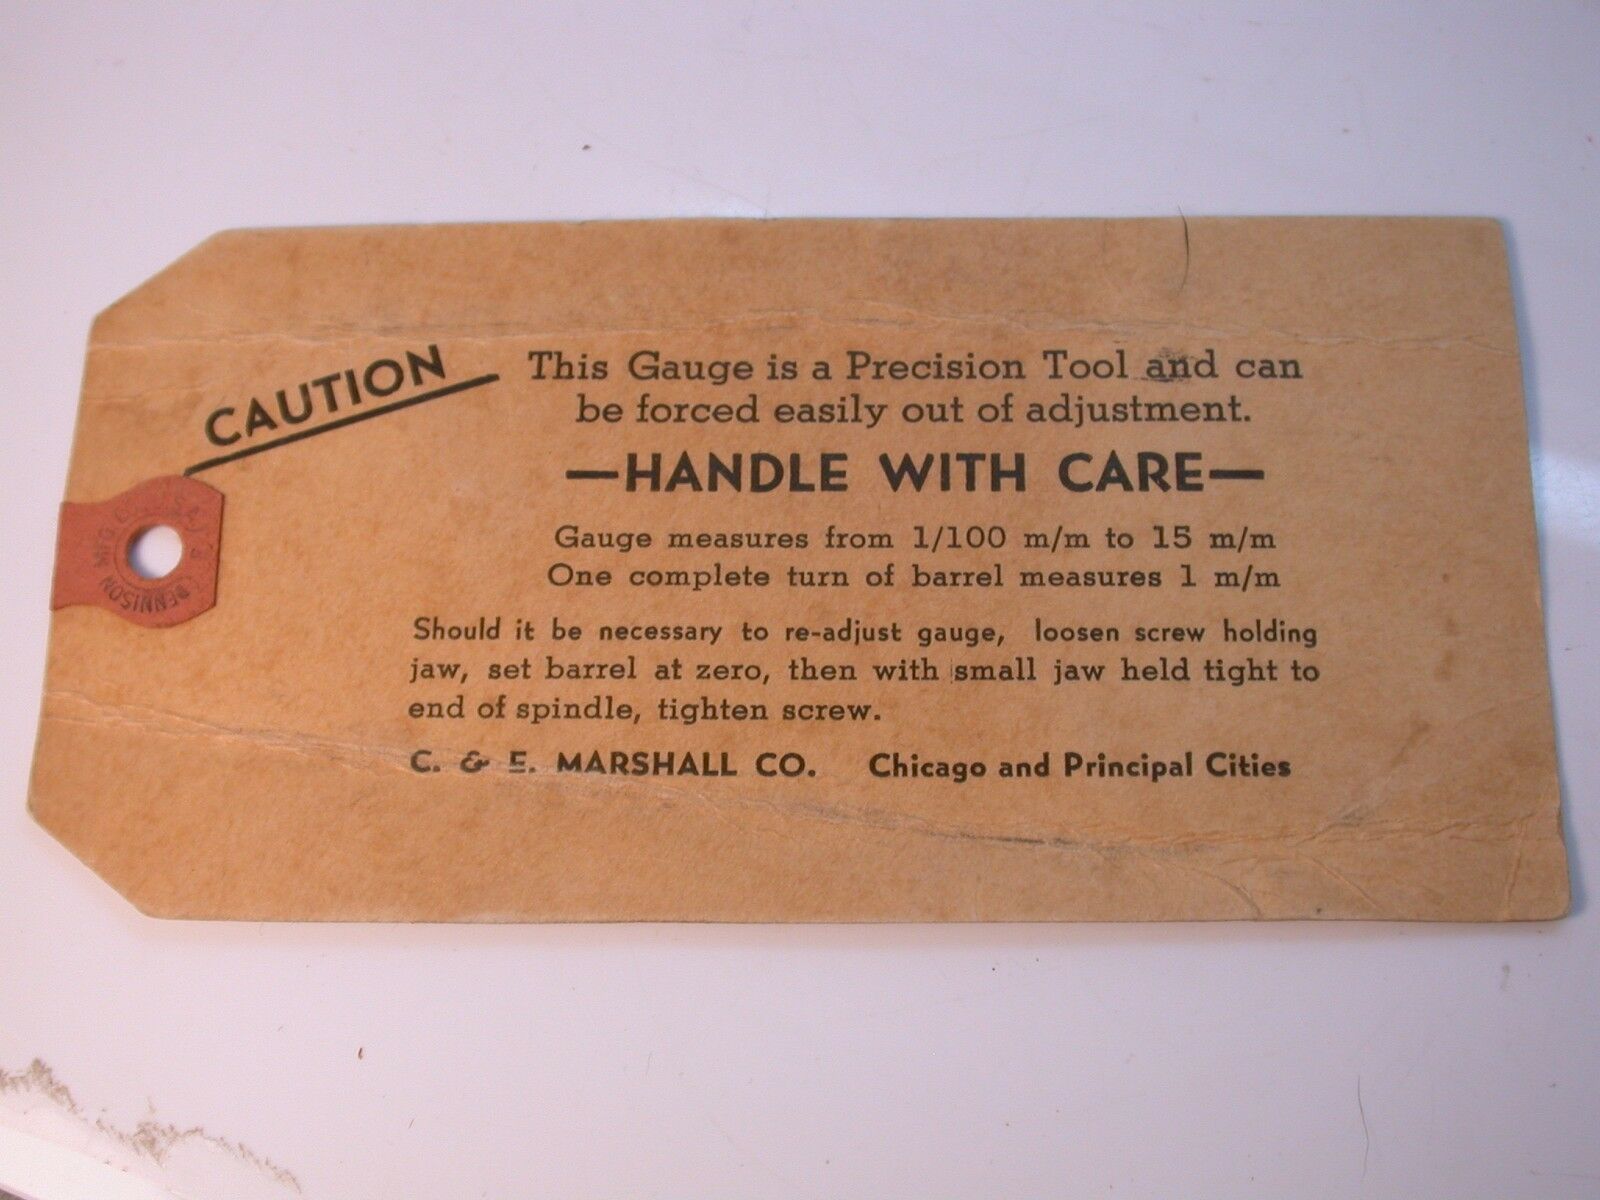 CAUTION
This Gauge is a Precision Tool and can
be forced easily out of adjustment.
—HANDLE WITH CARE—
Gauge measures from 1/100 m/m to 15 m/m
One complete turn of barrel measures 1 m/m
Should it be necessary to re-adjust gauge, loosen screw holding
jaw, set barrel at zero, then with small jaw held tight to
end of spindle, tighten screw.
C. & E. MARSHALL CO. Chicago and Principal Cities
DENNISON MFG